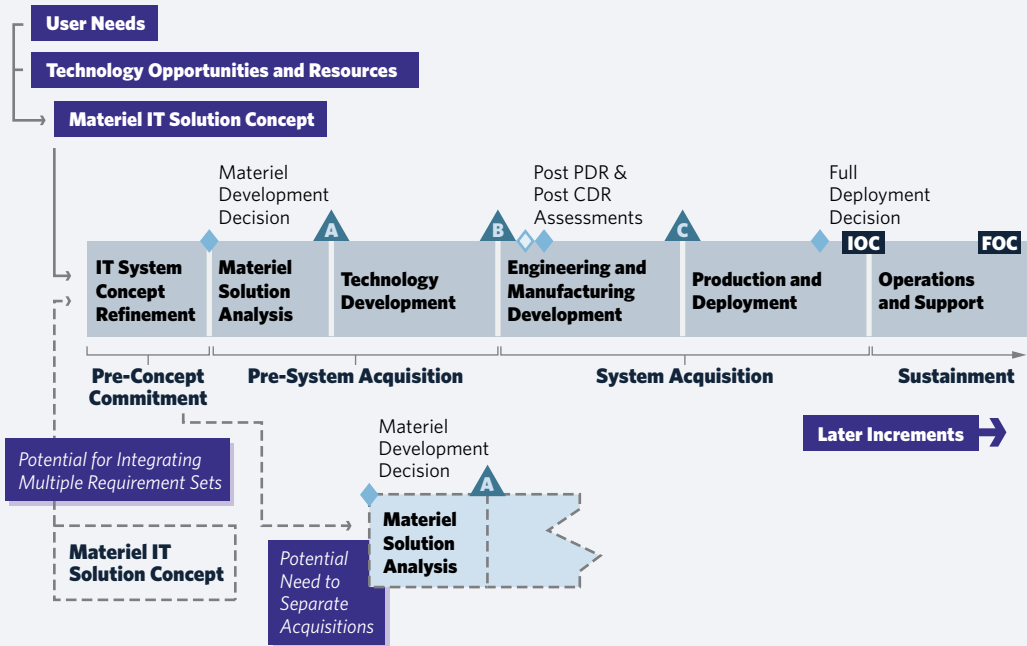 User Needs
Technology Opportunities and Resources
Materiel IT Solution Concept
Materiel
Development
Decision
Post PDR &
Post CDR
Assessments
Full
Deployment
Decision
A
B
C
IOC
FOC
IT System
Concept
Refinement
Materiel
Solution
Analysis
Technology
Development
Engineering and
Manufacturing
Development
Production and
Deployment
Operations
and Support
Pre-Concept
Commitment
Pre-System Acquisition
System Acquisition
Sustainment
Later Increments
Potential for Integrating
Multiple Requirement Sets
Materiel IT
Solution Concept
Materiel
Development
Decision
A
Materiel
Solution
Analysis
Potential
Need to
Separate
Acquisitions